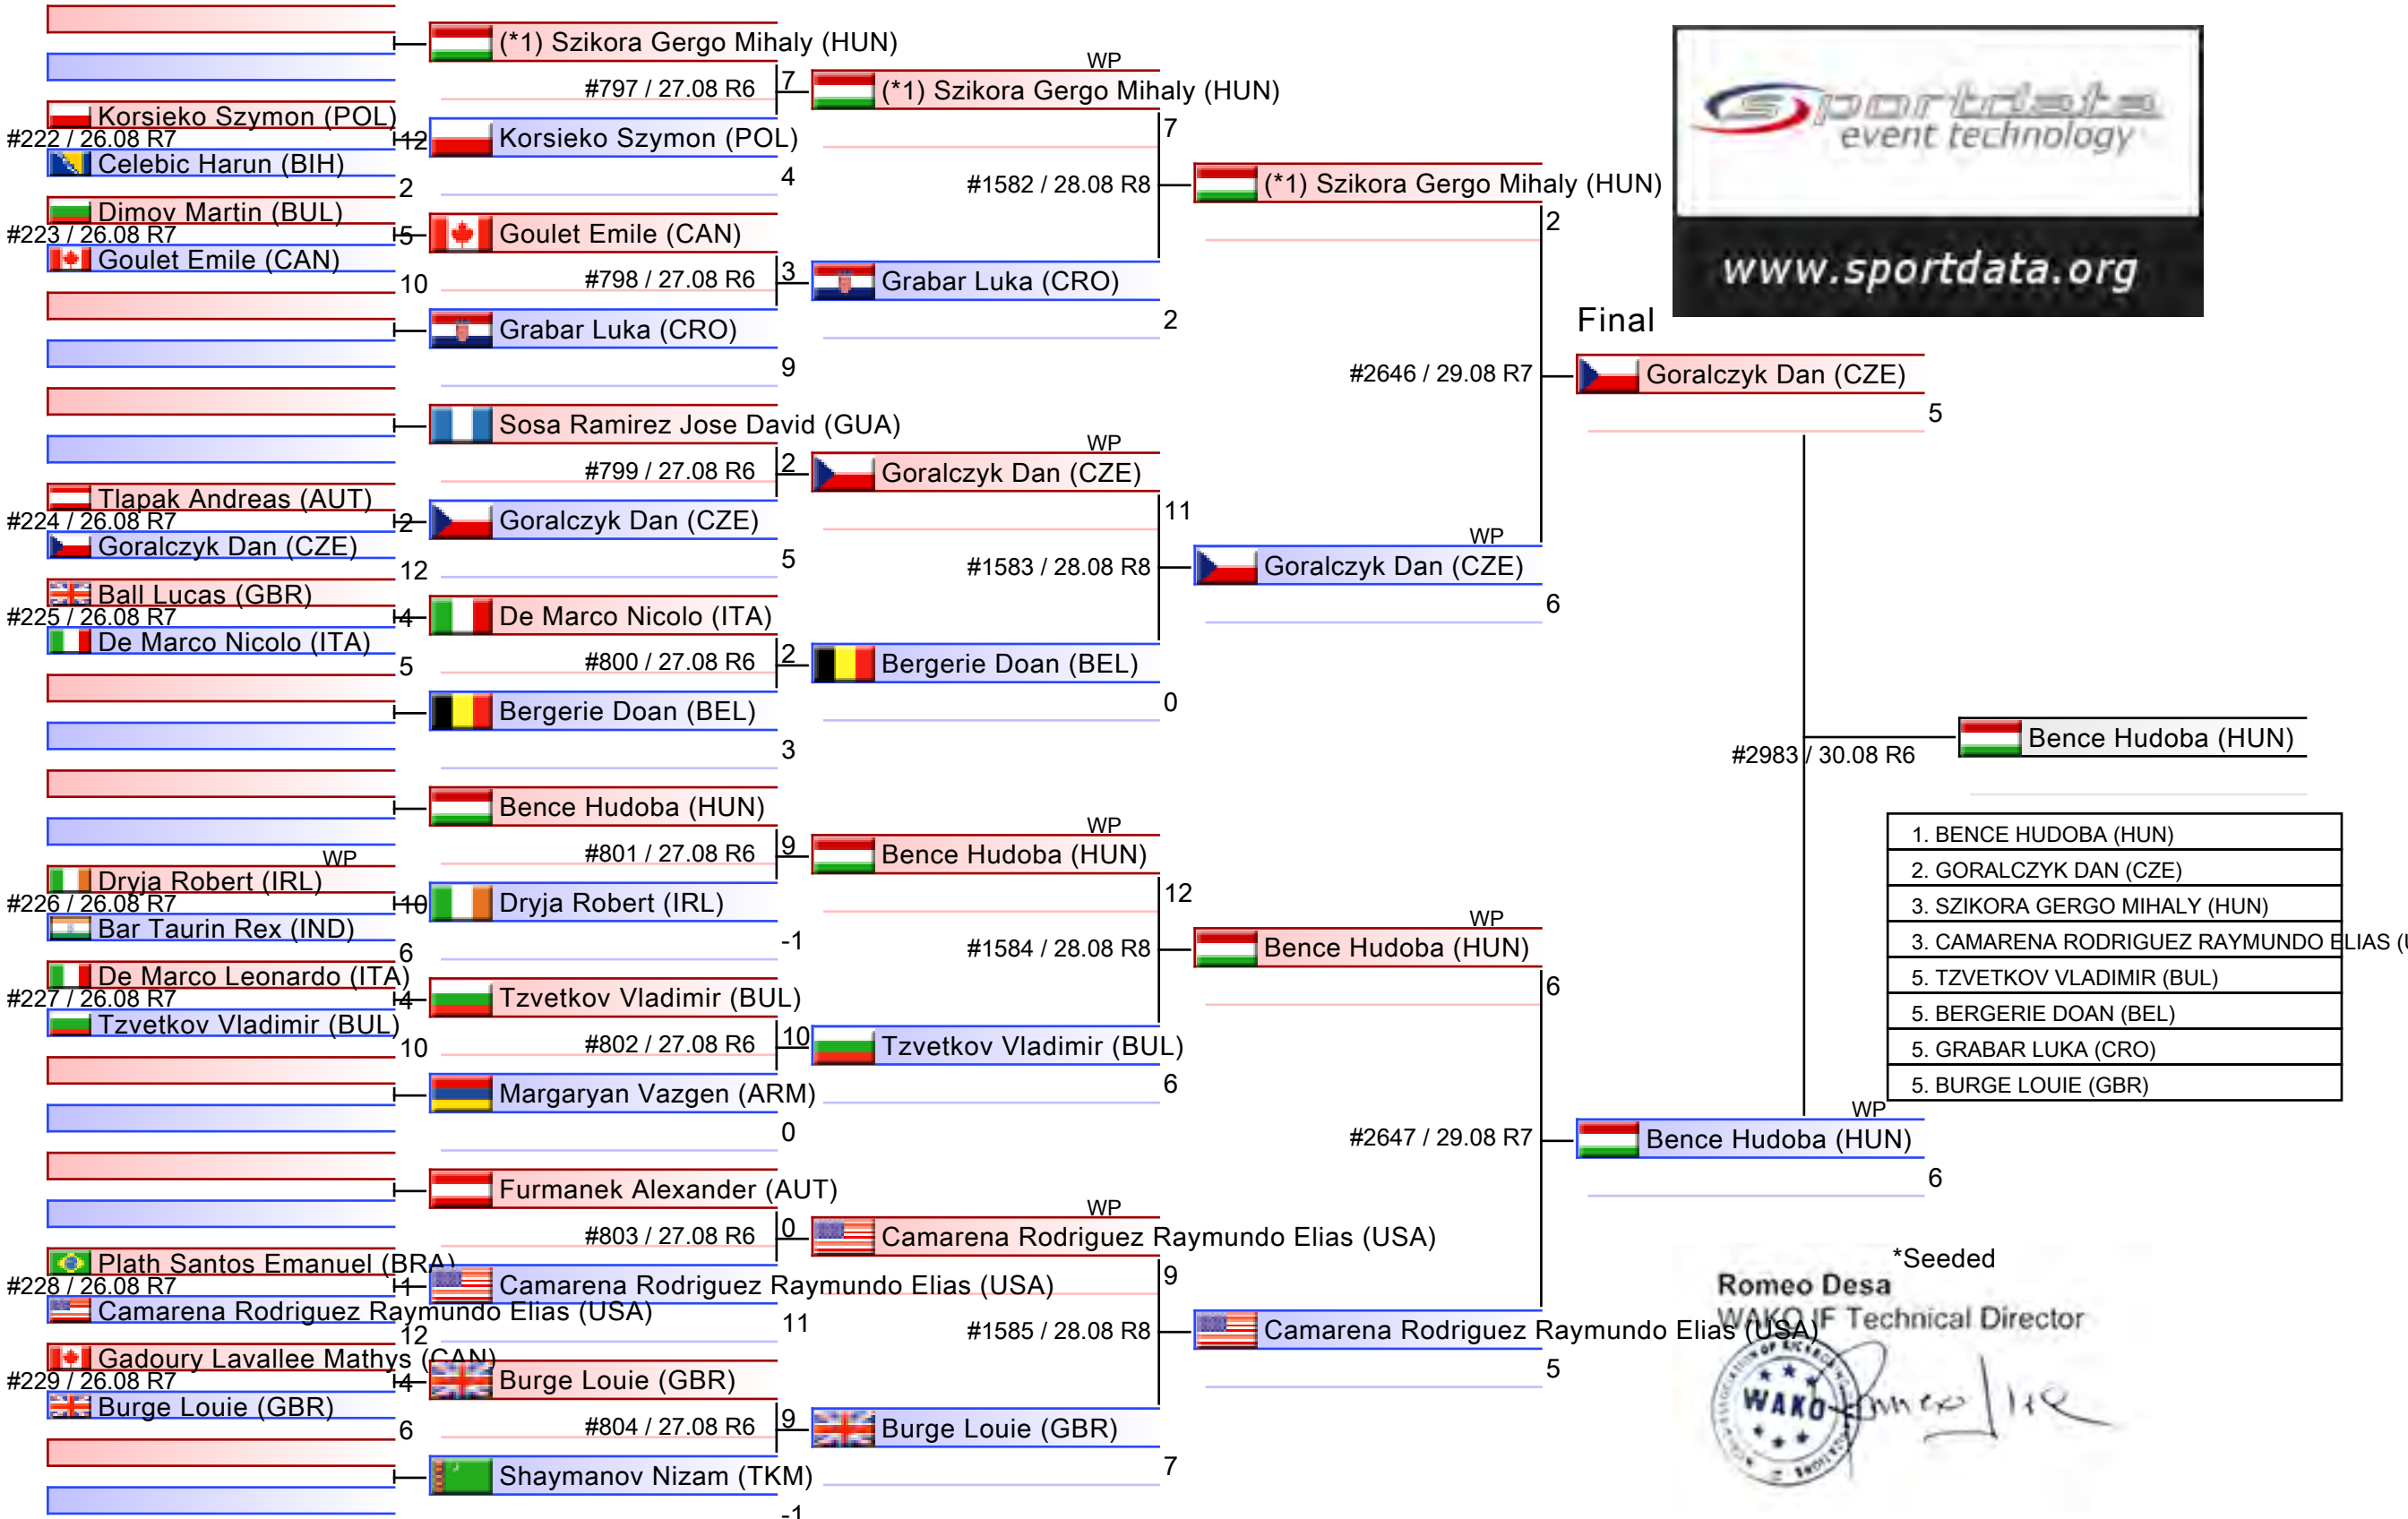 Korsieko Szymon (POL)
#222 / 26.08 R7
12
Celebic Harun (BIH)
2
Dimov Martin (BUL)
#223 / 26.08 R7
5
Goulet Emile (CAN)
10
Tlapak Andreas (AUT)
#224 / 26.08 R7
2
Goralczyk Dan (CZE)
12
Ball Lucas (GBR)
#225 / 26.08 R7
4
De Marco Nicolo (ITA)
5
WP
Dryja Robert (IRL)
#226 / 26.08 R7
10
Bar Taurin Rex (IND)
6
De Marco Leonardo (ITA)
#227 / 26.08 R7
4
Tzvetkov Vladimir (BUL)
10
Plath Santos Emanuel (BRA)
#228 / 26.08 R7
1
Camarena Rodriguez Raymundo Elias (USA)
12
Gadoury Lavallee Mathys (CAN)
#229 / 26.08 R7
4
Burge Louie (GBR)
6
(*1) Szikora Gergo Mihaly (HUN)
#797 / 27.08 R6
7
Korsieko Szymon (POL)
4
Goulet Emile (CAN)
#798 / 27.08 R6
3
Grabar Luka (CRO)
9
Sosa Ramirez Jose David (GUA)
#799 / 27.08 R6
2
Goralczyk Dan (CZE)
5
De Marco Nicolo (ITA)
#800 / 27.08 R6
2
Bergerie Doan (BEL)
3
Bence Hudoba (HUN)
#801 / 27.08 R6
9
Dryja Robert (IRL)
-1
Tzvetkov Vladimir (BUL)
#802 / 27.08 R6
10
Margaryan Vazgen (ARM)
0
Furmanek Alexander (AUT)
#803 / 27.08 R6
0
Camarena Rodriguez Raymundo Elias (USA)
11
Burge Louie (GBR)
#804 / 27.08 R6
9
Shaymanov Nizam (TKM)
-1
WP
(*1) Szikora Gergo Mihaly (HUN)
7
#1582 / 28.08 R8
Grabar Luka (CRO)
2
WP
Goralczyk Dan (CZE)
11
#1583 / 28.08 R8
Bergerie Doan (BEL)
0
WP
Bence Hudoba (HUN)
12
#1584 / 28.08 R8
Tzvetkov Vladimir (BUL)
6
WP
Camarena Rodriguez Raymundo Elias (USA)
9
#1585 / 28.08 R8
Burge Louie (GBR)
7
(*1) Szikora Gergo Mihaly (HUN)
2
#2646 / 29.08 R7
WP
Goralczyk Dan (CZE)
6
WP
Bence Hudoba (HUN)
6
#2647 / 29.08 R7
Camarena Rodriguez Raymundo Elias (USA)
5
sportdata
event technology
www.sportdata.org
Final
Goralczyk Dan (CZE)
5
#2983 / 30.08 R6
WP
Bence Hudoba (HUN)
6
Bence Hudoba (HUN)
1. BENCE HUDOBA (HUN)
2. GORALCZYK DAN (CZE)
3. SZIKORA GERGO MIHALY (HUN)
3. CAMARENA RODRIGUEZ RAYMUNDO ELIAS (U
5. TZVETKOV VLADIMIR (BUL)
5. BERGERIE DOAN (BEL)
5. GRABAR LUKA (CRO)
5. BURGE LOUIE (GBR)
*Seeded
Romeo Desa
WAKO IF Technical Director
WAKO